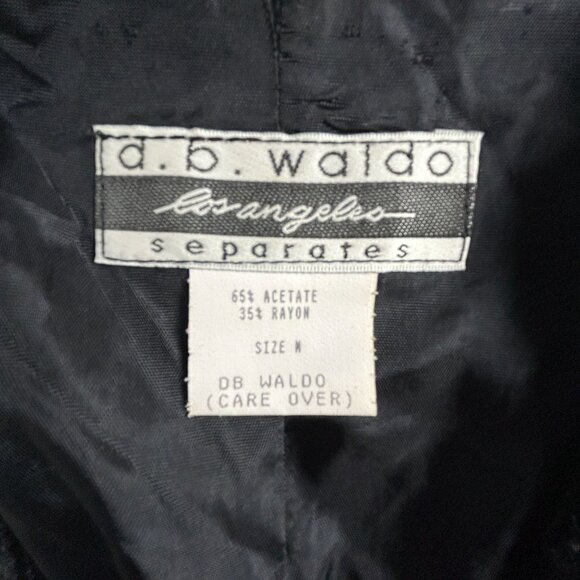 d.b. waldo
los angeles
separates
65% ACETATE
35% RAYON
SIZE M
DB WALDO
(CARE OVER)